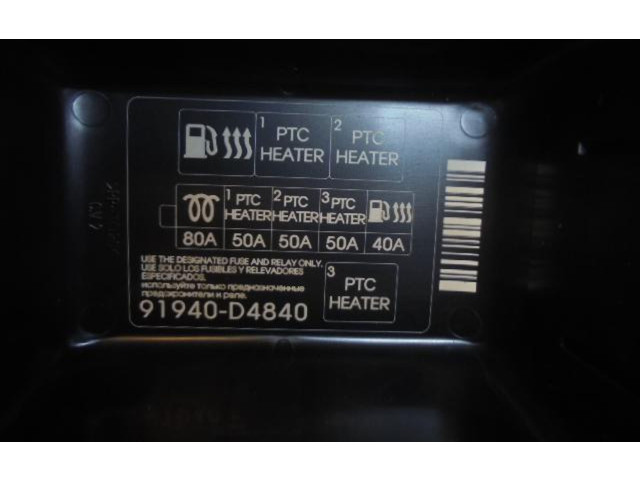 1 PTC HEATER
2 PTC HEATER
1 PTC HEATER
2 PTC HEATER
3 PTC HEATER
80A 50A 50A 50A 40A
USE THE DESIGNATED FUSE AND RELAY ONLY.
USE SOLO LOS FUSIBLES Y RELEVADORES
ESPECIFICADOS.
используйте только предназначенные
предохранители и реле.
3 PTC HEATER
91940-D4840